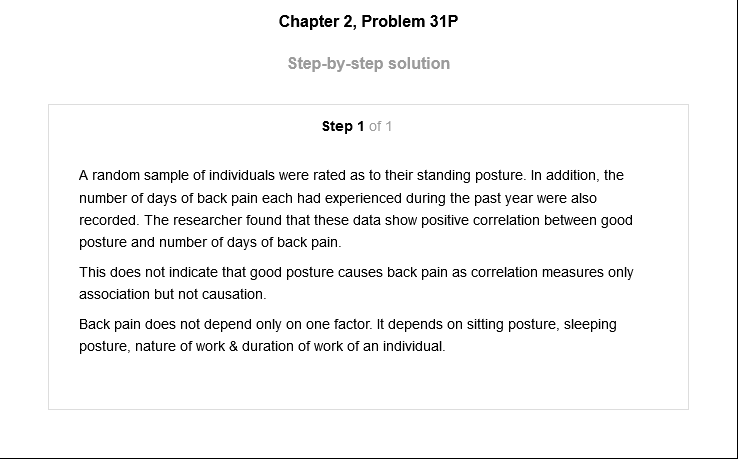 Chapter 2, Problem 31P
Step-by-step solution
Step 1 of 1
A random sample of individuals were rated as to their standing posture. In addition, the
number of days of back pain each had experienced during the past year were also
recorded. The researcher found that these data show positive correlation between good
posture and number of days of back pain.
This does not indicate that good posture causes back pain as correlation measures only
association but not causation.
Back pain does not depend only on one factor. It depends on sitting posture, sleeping
posture, nature of work & duration of work of an individual.